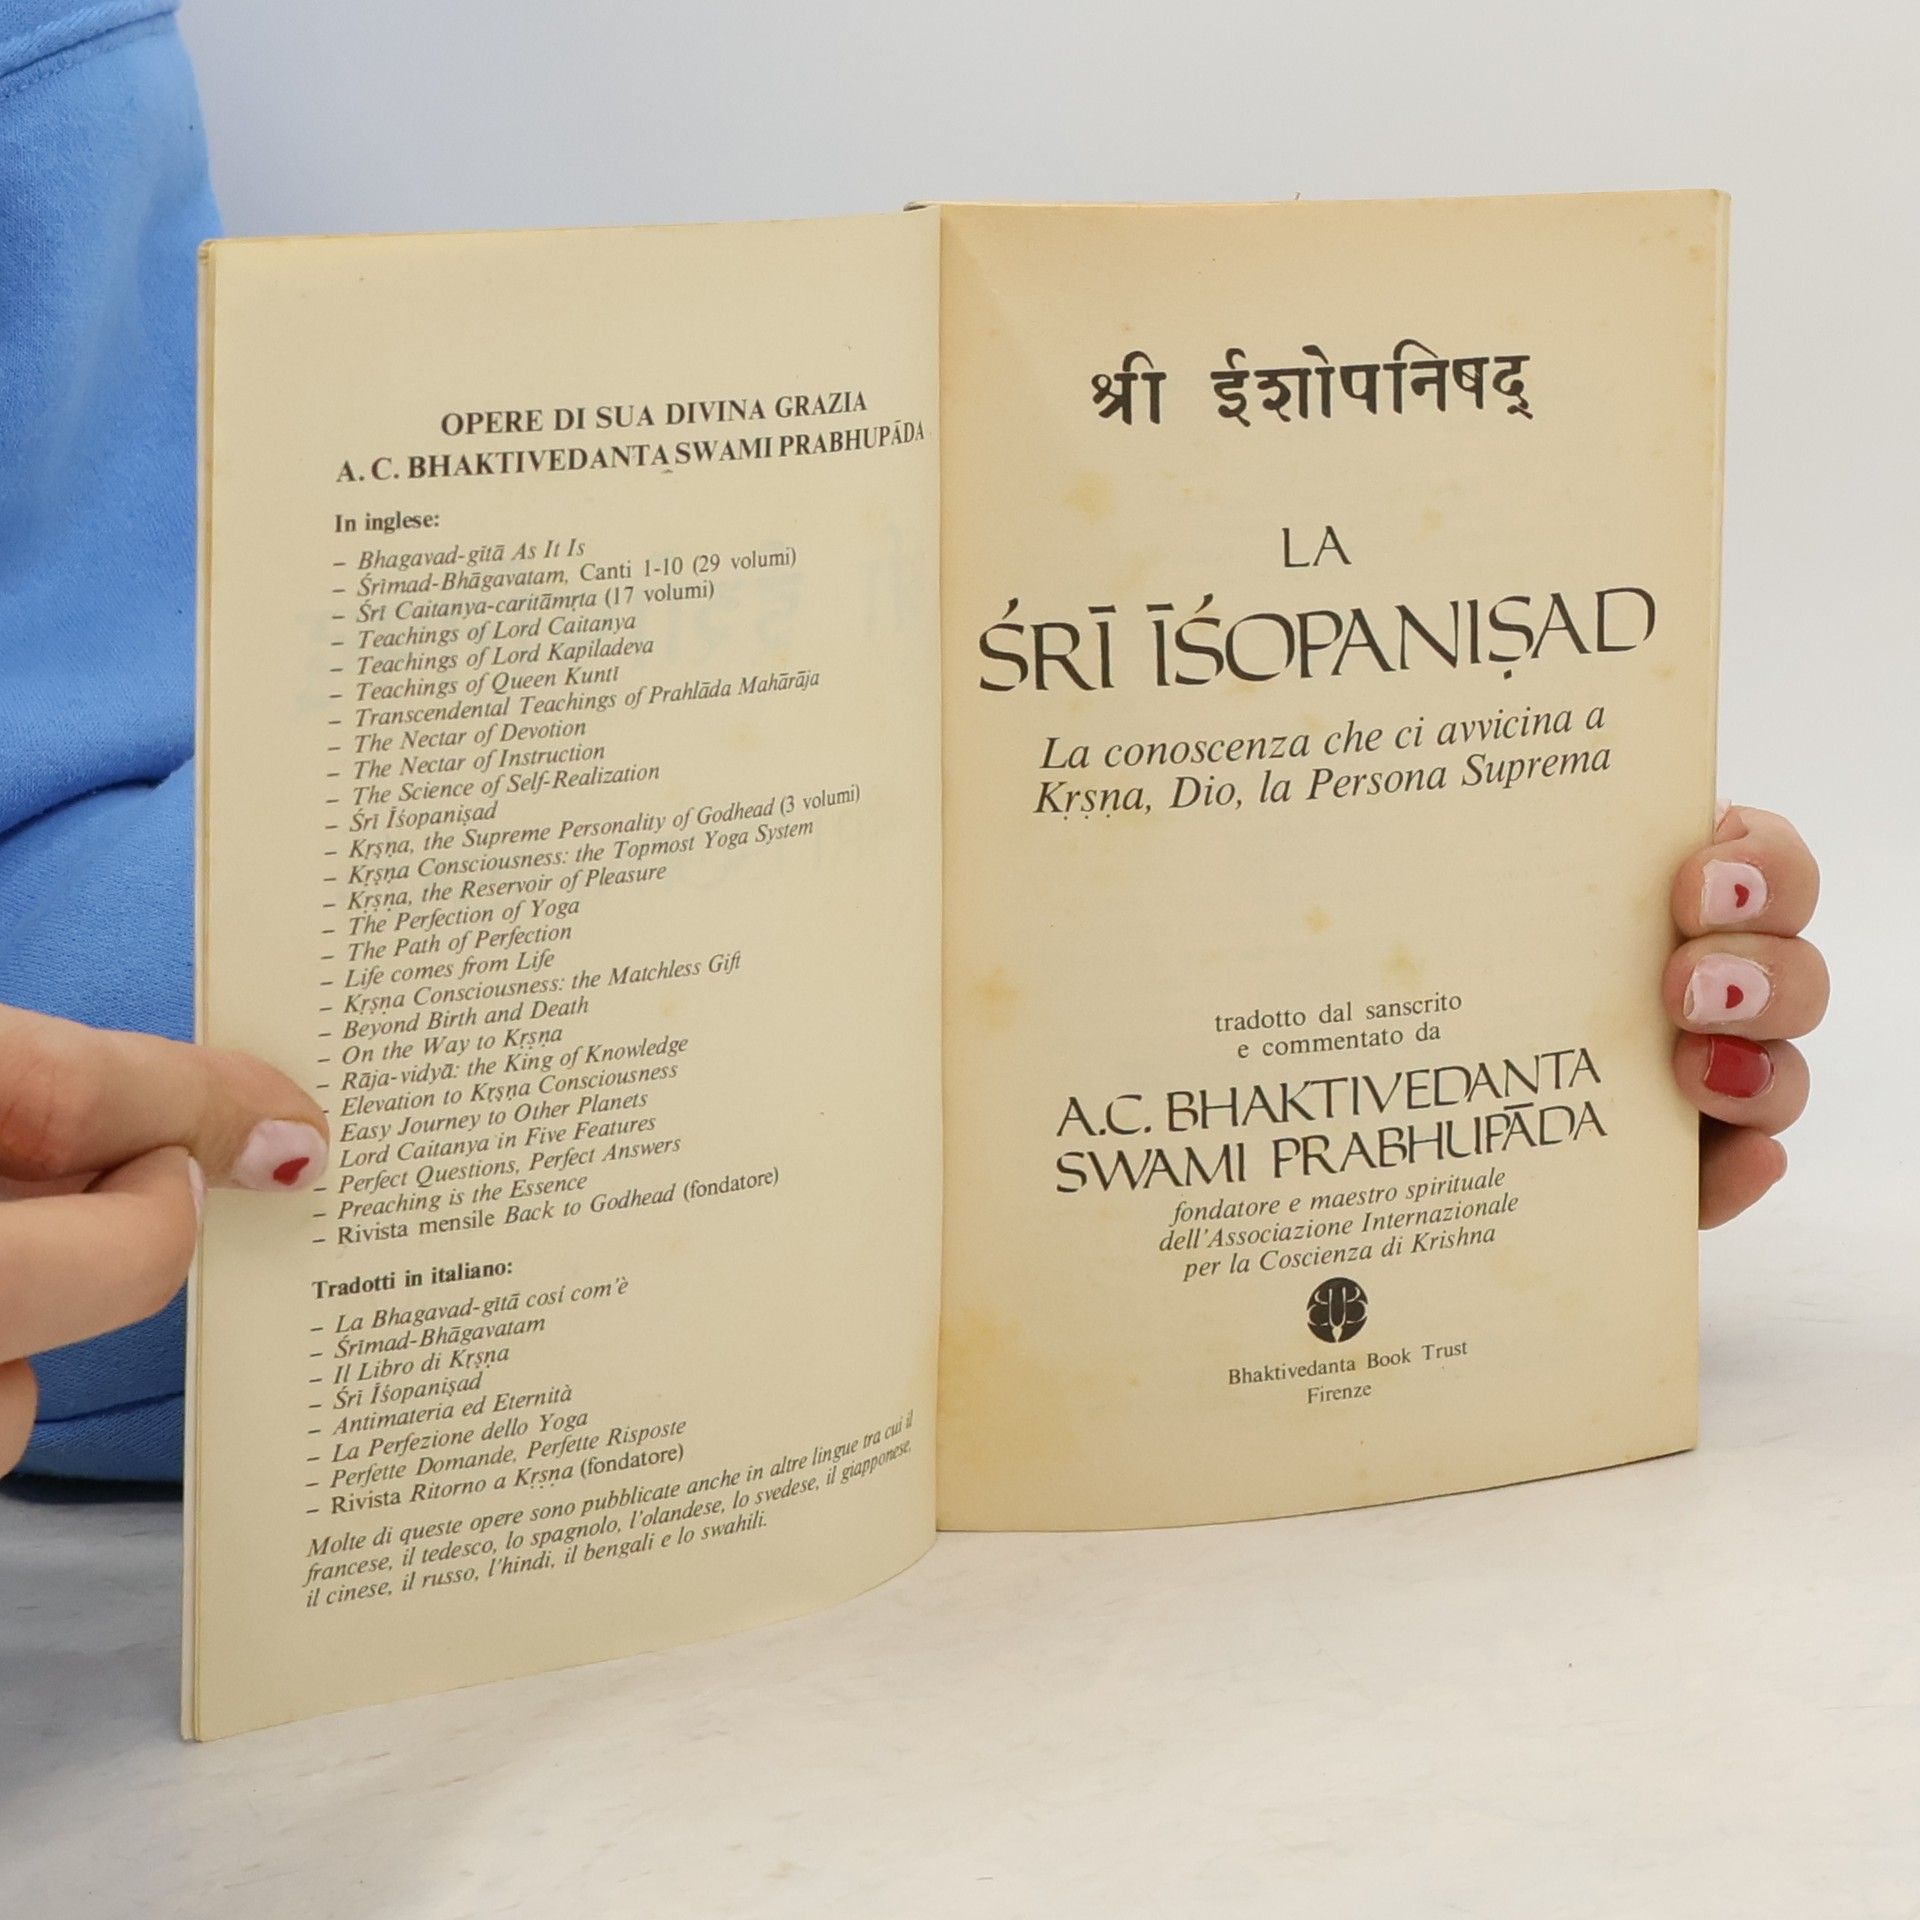 OPERE DI SUA DIVINA GRAZIA
A. C. BHAKTIVEDANTA SWAMI PRABHUPĀDA
In inglese:
– Bhagavad-gītā As It Is
– Śrīmad-Bhāgavatam, Canti 1-10 (29 volumi)
– Śrī Caitanya-caritāmṛta (17 volumi)
– Teachings of Lord Caitanya
– Teachings of Lord Kapiladeva
– Teachings of Queen Kuntī
– Transcendental Teachings of Prahlāda Mahārāja
– The Nectar of Devotion
– The Nectar of Instruction
– The Science of Self-Realization
– Śrī Īśopaniṣad
– Kṛṣṇa, the Supreme Personality of Godhead (3 volumi)
– Kṛṣṇa Consciousness: the Topmost Yoga System
– Kṛṣṇa, the Reservoir of Pleasure
– The Perfection of Yoga
– The Path of Perfection
– Life comes from Life
– Kṛṣṇa Consciousness: the Matchless Gift
– Beyond Birth and Death
– On the Way to Kṛṣṇa
– Rāja-vidyā: the King of Knowledge
– Elevation to Kṛṣṇa Consciousness
Easy Journey to Other Planets
Lord Caitanya in Five Features
– Perfect Questions, Perfect Answers
– Preaching is the Essence
– Rivista mensile Back to Godhead (fondatore)
Tradotti in italiano:
– La Bhagavad-gītā cosí com'è
– Śrīmad-Bhāgavatam
– Il Libro di Kṛṣṇa
– Śrī Īśopaniṣad
– Antimateria ed Eternità
– La Perfezione dello Yoga
– Perfette Domande, Perfette Risposte
– Rivista Ritorno a Kṛṣṇa (fondatore)
Molte di queste opere sono pubblicate anche in altre lingue tra cui il
francese, il tedesco, lo spagnolo, l'olandese, lo svedese, il giapponese,
il cinese, il russo, l'hindi, il bengali e lo swahili.
श्री ईशोपनिषद्
LA
ŚRĪ ĪŚOPANIṢAD
La conoscenza che ci avvicina a
Kṛṣṇa, Dio, la Persona Suprema
tradotto dal sanscrito
e commentato da
A.C. BHAKTIVEDANTA
SWAMI PRABHUPĀDA
fondatore e maestro spirituale
dell'Associazione Internazionale
per la Coscienza di Krishna
BBT
Bhaktivedanta Book Trust
Firenze